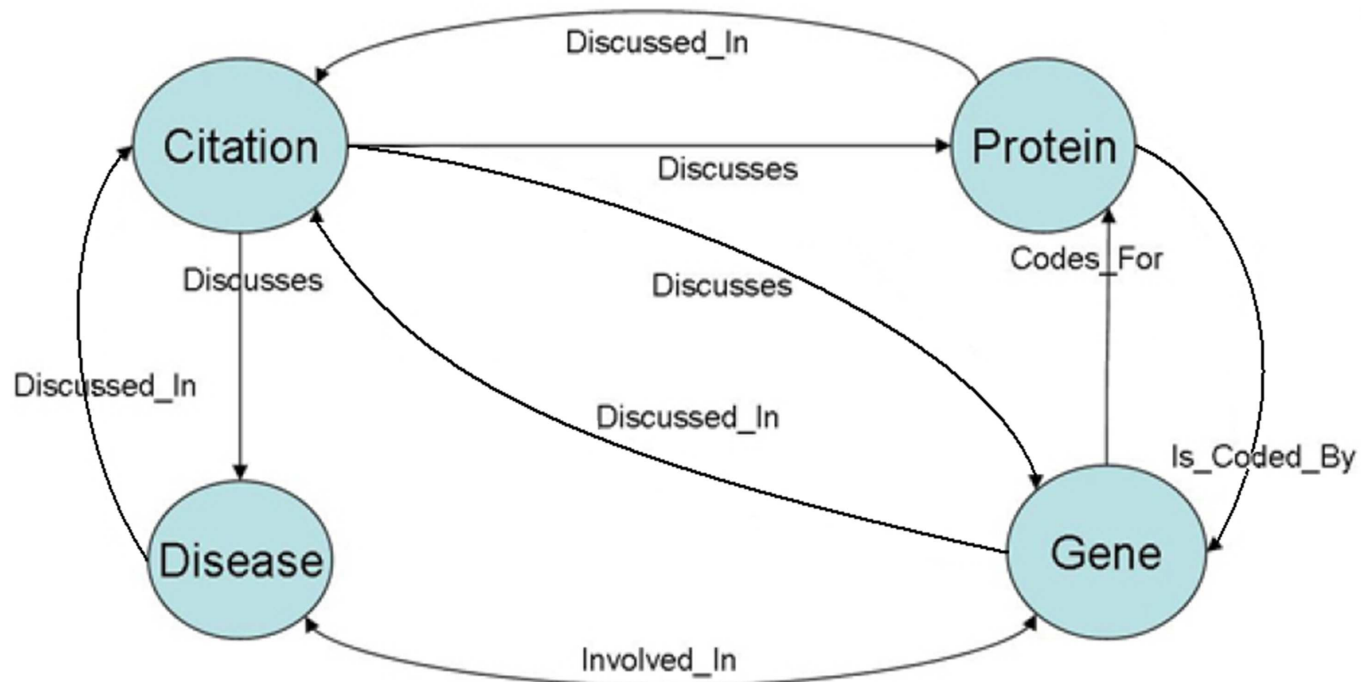 Discussed_In
Citation
Protein
Discusses
Codes_For
Discusses
Discusses
Discussed_In
Discussed_In
Is_Coded_By
Disease
Gene
Involved_In